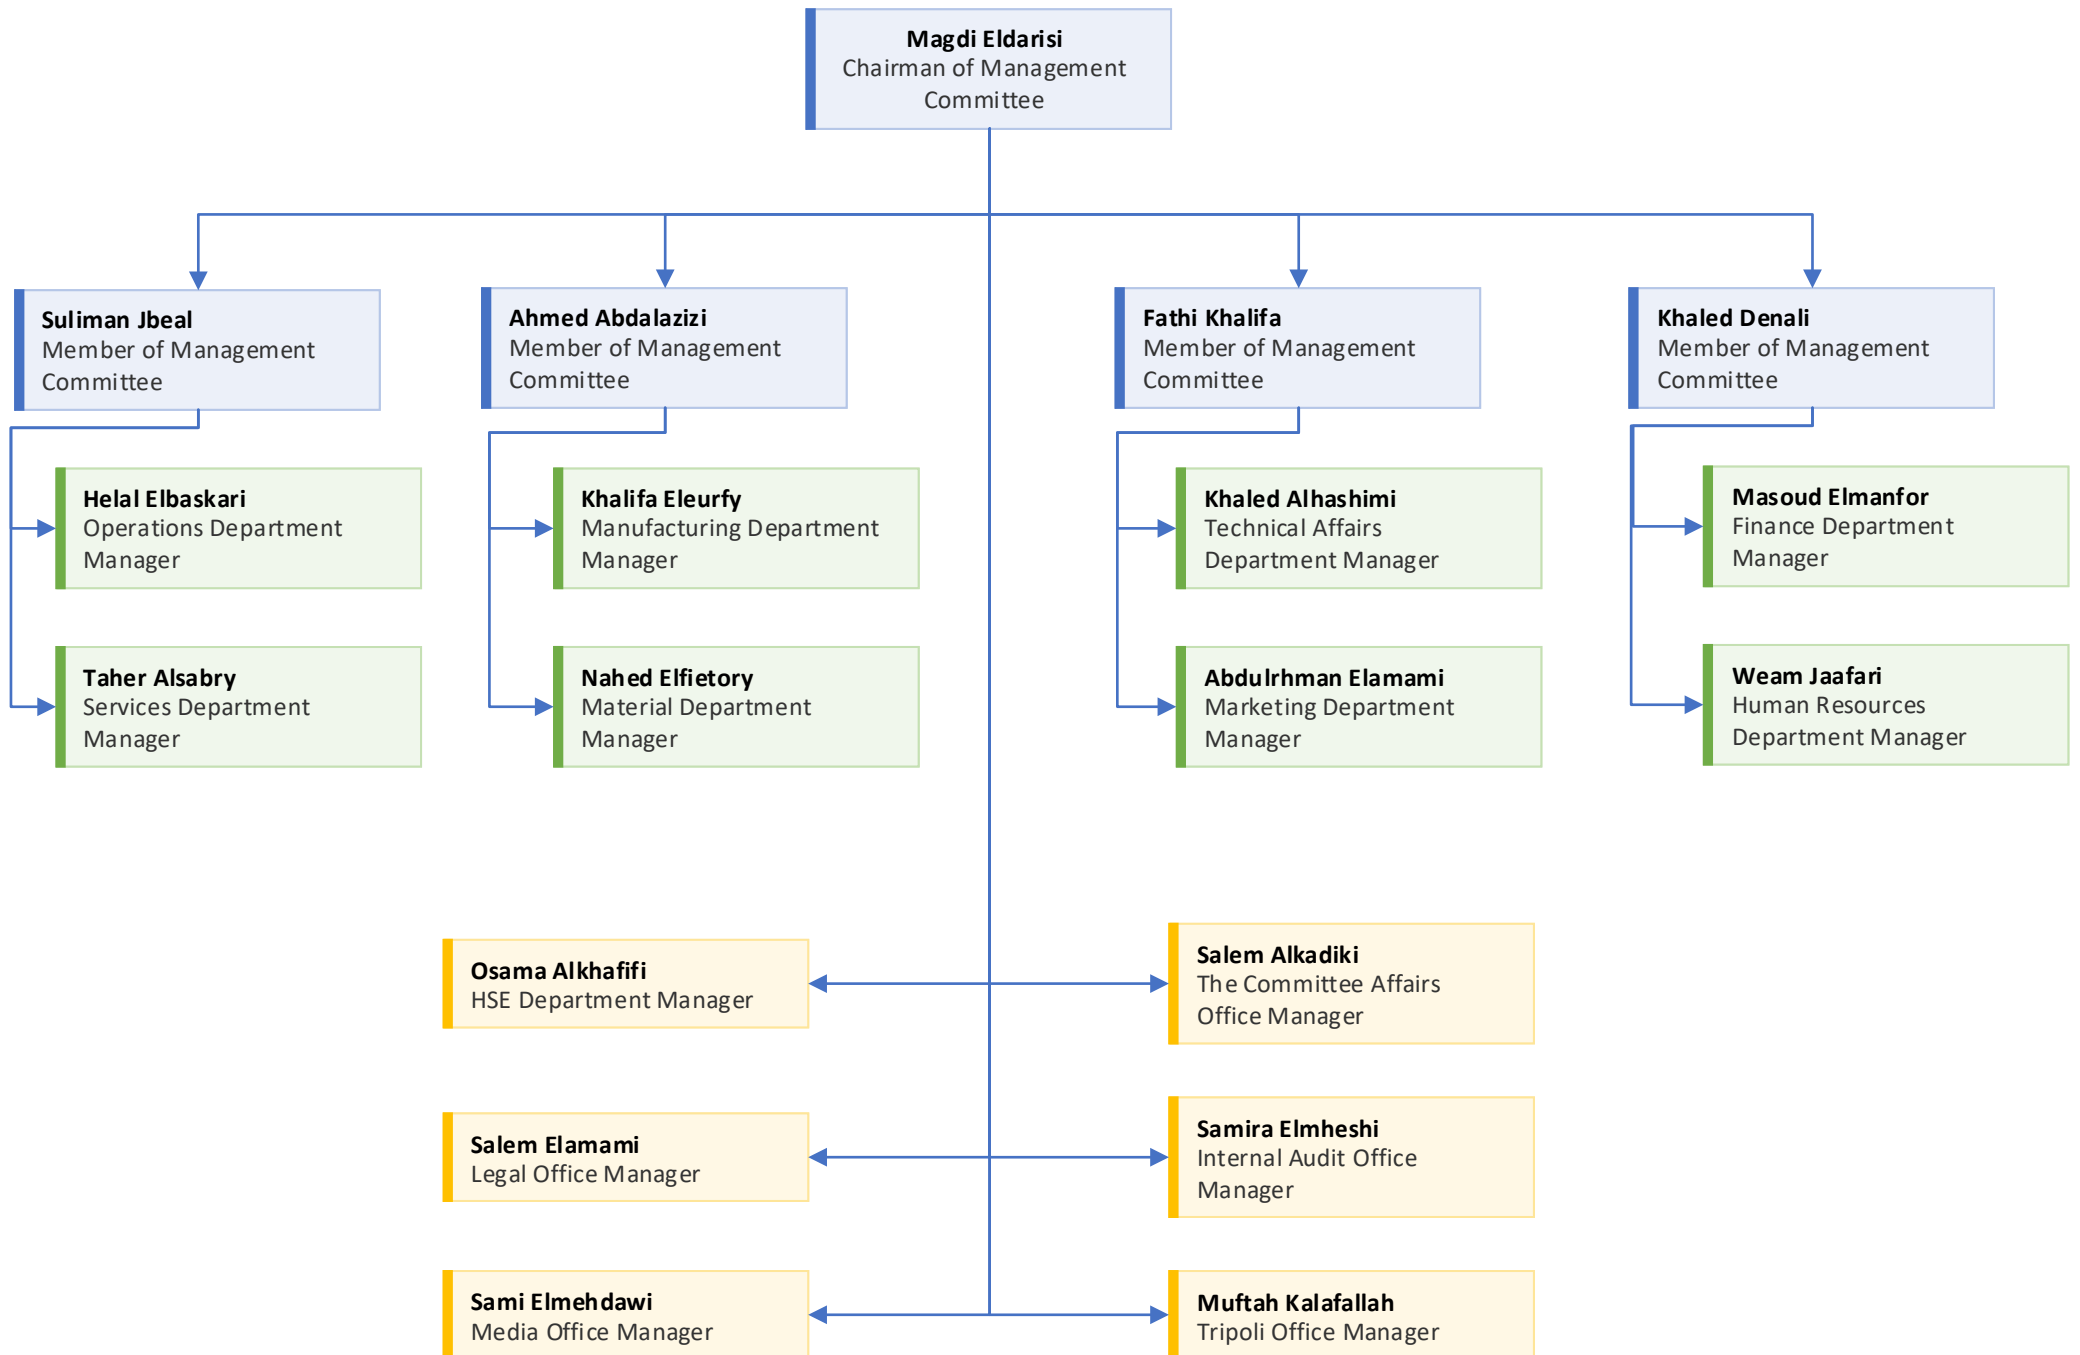 Magdi Eldarisi
Chairman of Management
Committee
Suliman Jbeal
Member of Management
Committee
Ahmed Abdalazizi
Member of Management
Committee
Fathi Khalifa
Member of Management
Committee
Khaled Denali
Member of Management
Committee
Helal Elbaskari
Operations Department
Manager
Khalifa Eleurfy
Manufacturing Department
Manager
Khaled Alhashimi
Technical Affairs
Department Manager
Masoud Elmanfor
Finance Department
Manager
Taher Alsabry
Services Department
Manager
Nahed Elfietory
Material Department
Manager
Abdulrhman Elamami
Marketing Department
Manager
Weam Jaafari
Human Resources
Department Manager
Osama Alkhafifi
HSE Department Manager
Salem Alkadiki
The Committee Affairs
Office Manager
Salem Elamami
Legal Office Manager
Samira Elmheshi
Internal Audit Office
Manager
Sami Elmehdawi
Media Office Manager
Muftah Kalafallah
Tripoli Office Manager